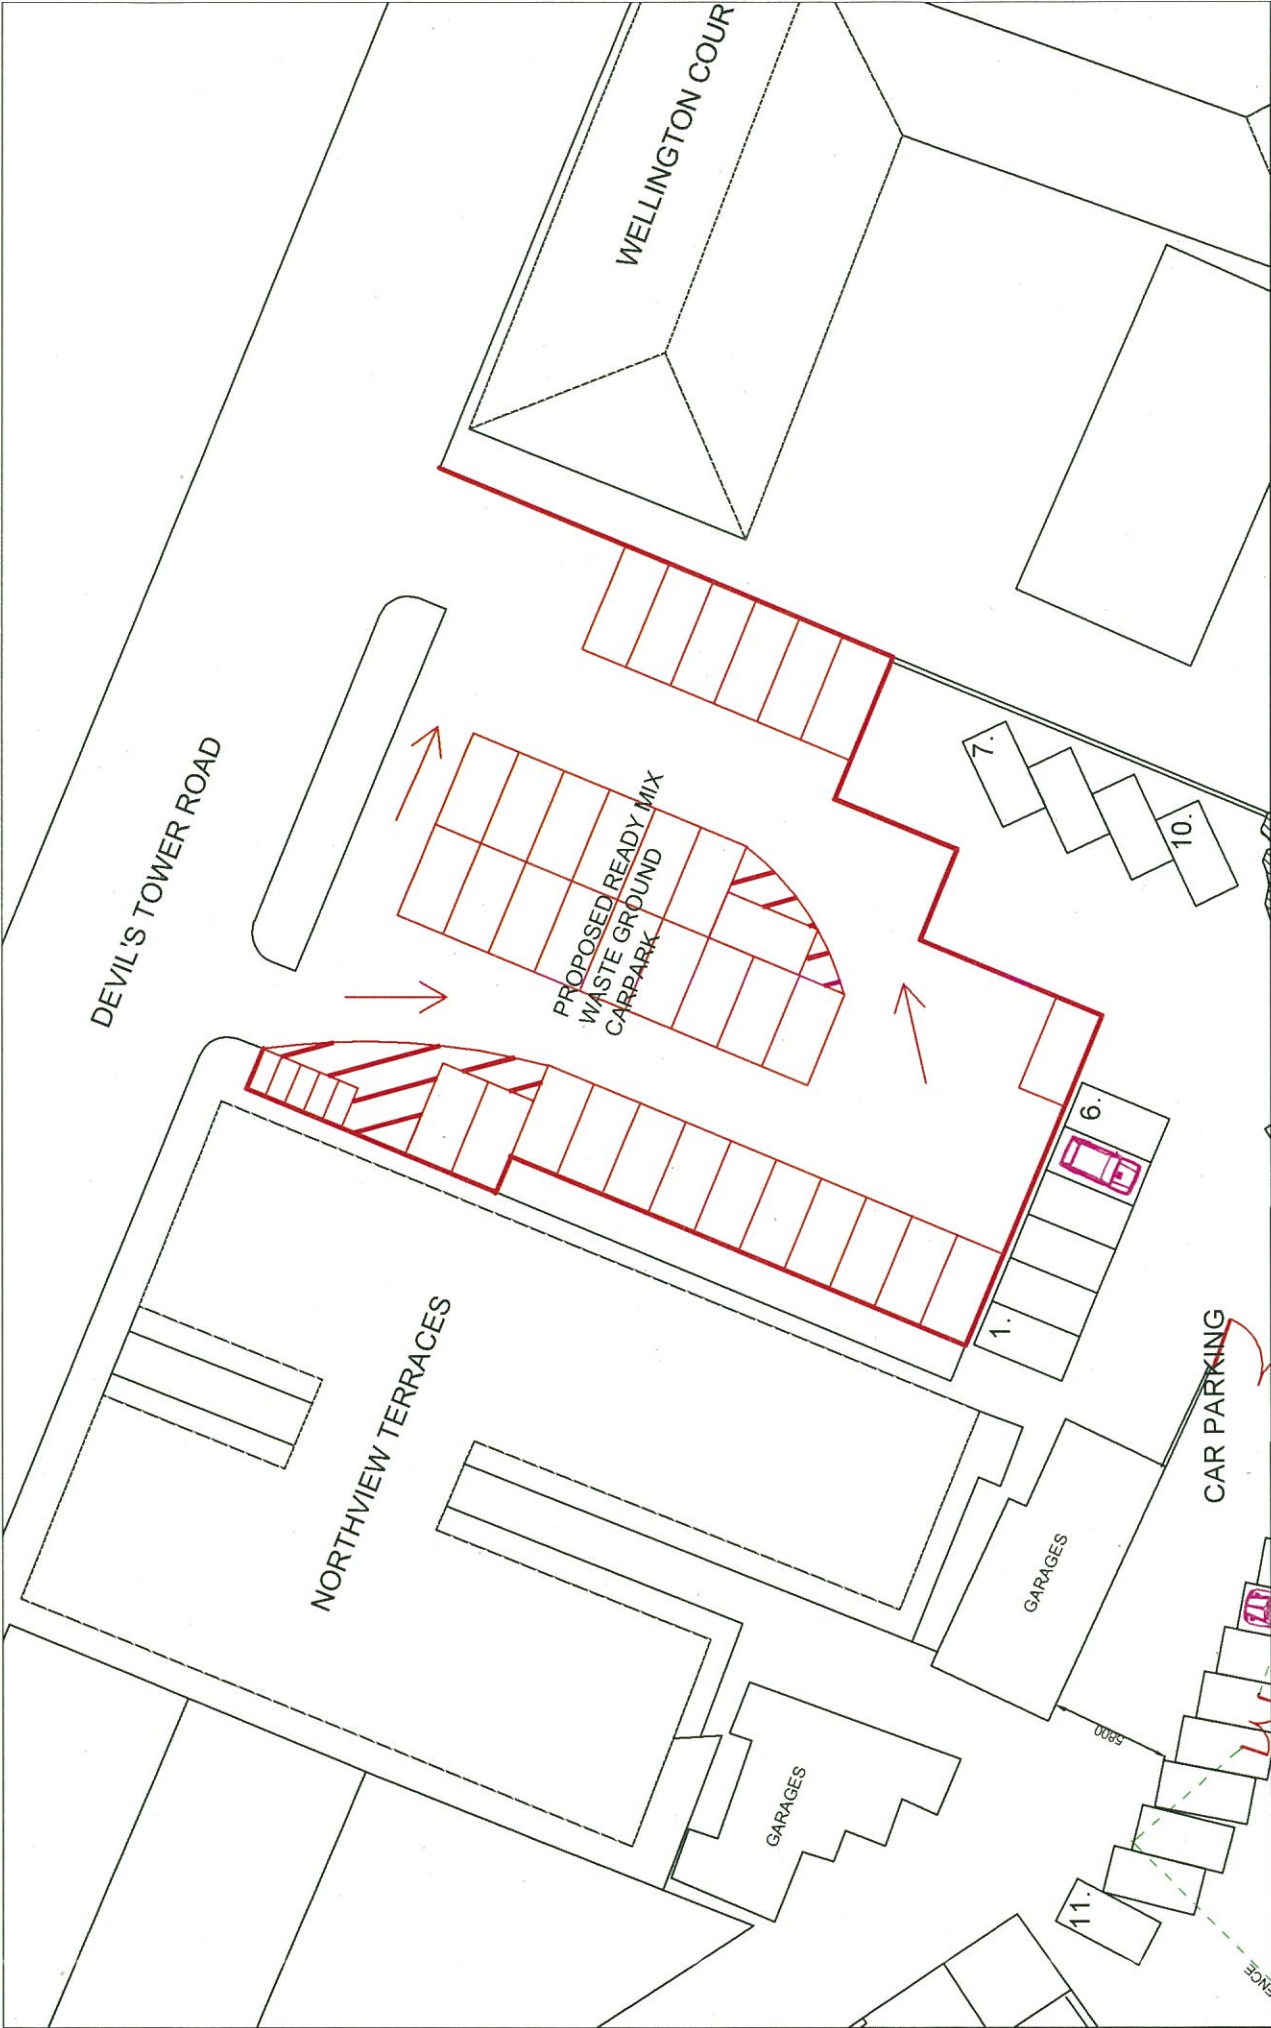 WELLINGTON COUR
DEVIL'S TOWER ROAD
PROPOSED READY MIX
WASTE GROUND
CARPARK
7.
10.
6.
1.
NORTHVIEW TERRACES
CAR PARKING
GARAGES
5800
GARAGES
11.
ENCE